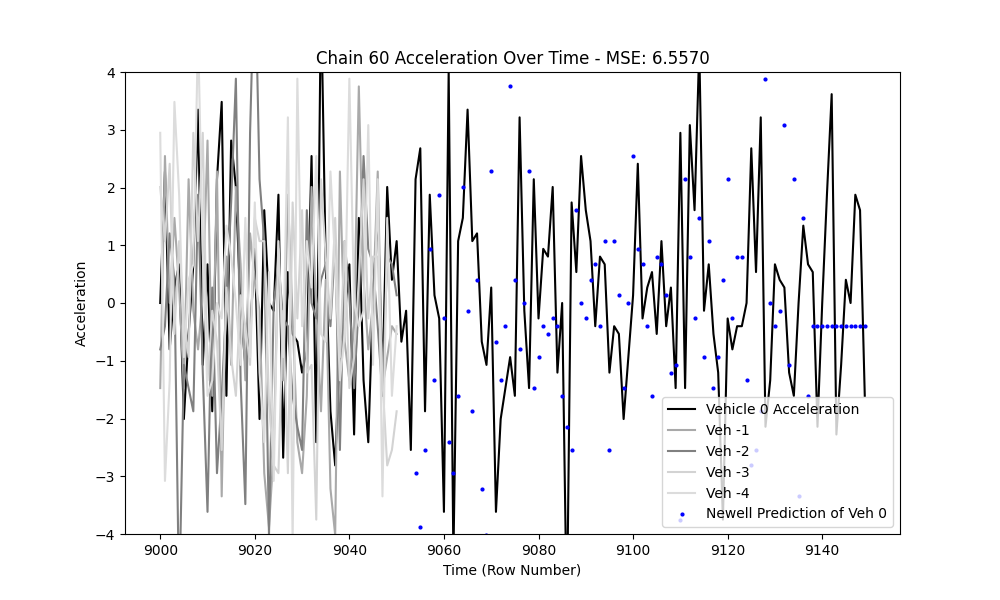 Chain 60 Acceleration Over Time - MSE: 6.5570
Acceleration
4
3
2
1
0
−1
−2
−3
−4
9000
9020
9040
9060
9080
9100
9120
9140
Time (Row Number)
Vehicle 0 Acceleration
Veh -1
Veh -2
Veh -3
Veh -4
Newell Prediction of Veh 0